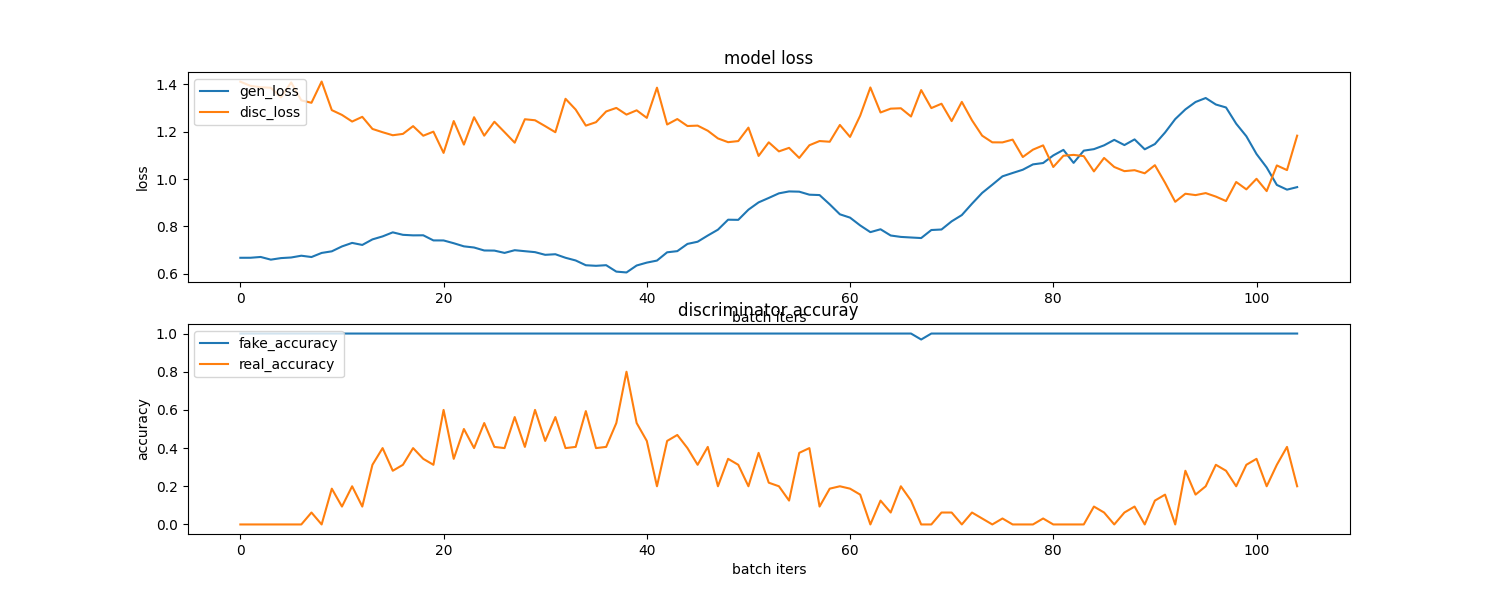 model loss
1.4
1.2
1.0
0.8
0.6
loss
gen_loss
disc_loss
0 20 40 60 80 100
batch iters
discriminator accuray
1.0
0.8
0.6
0.4
0.2
0.0
accuracy
fake_accuracy
real_accuracy
0 20 40 60 80 100
batch iters